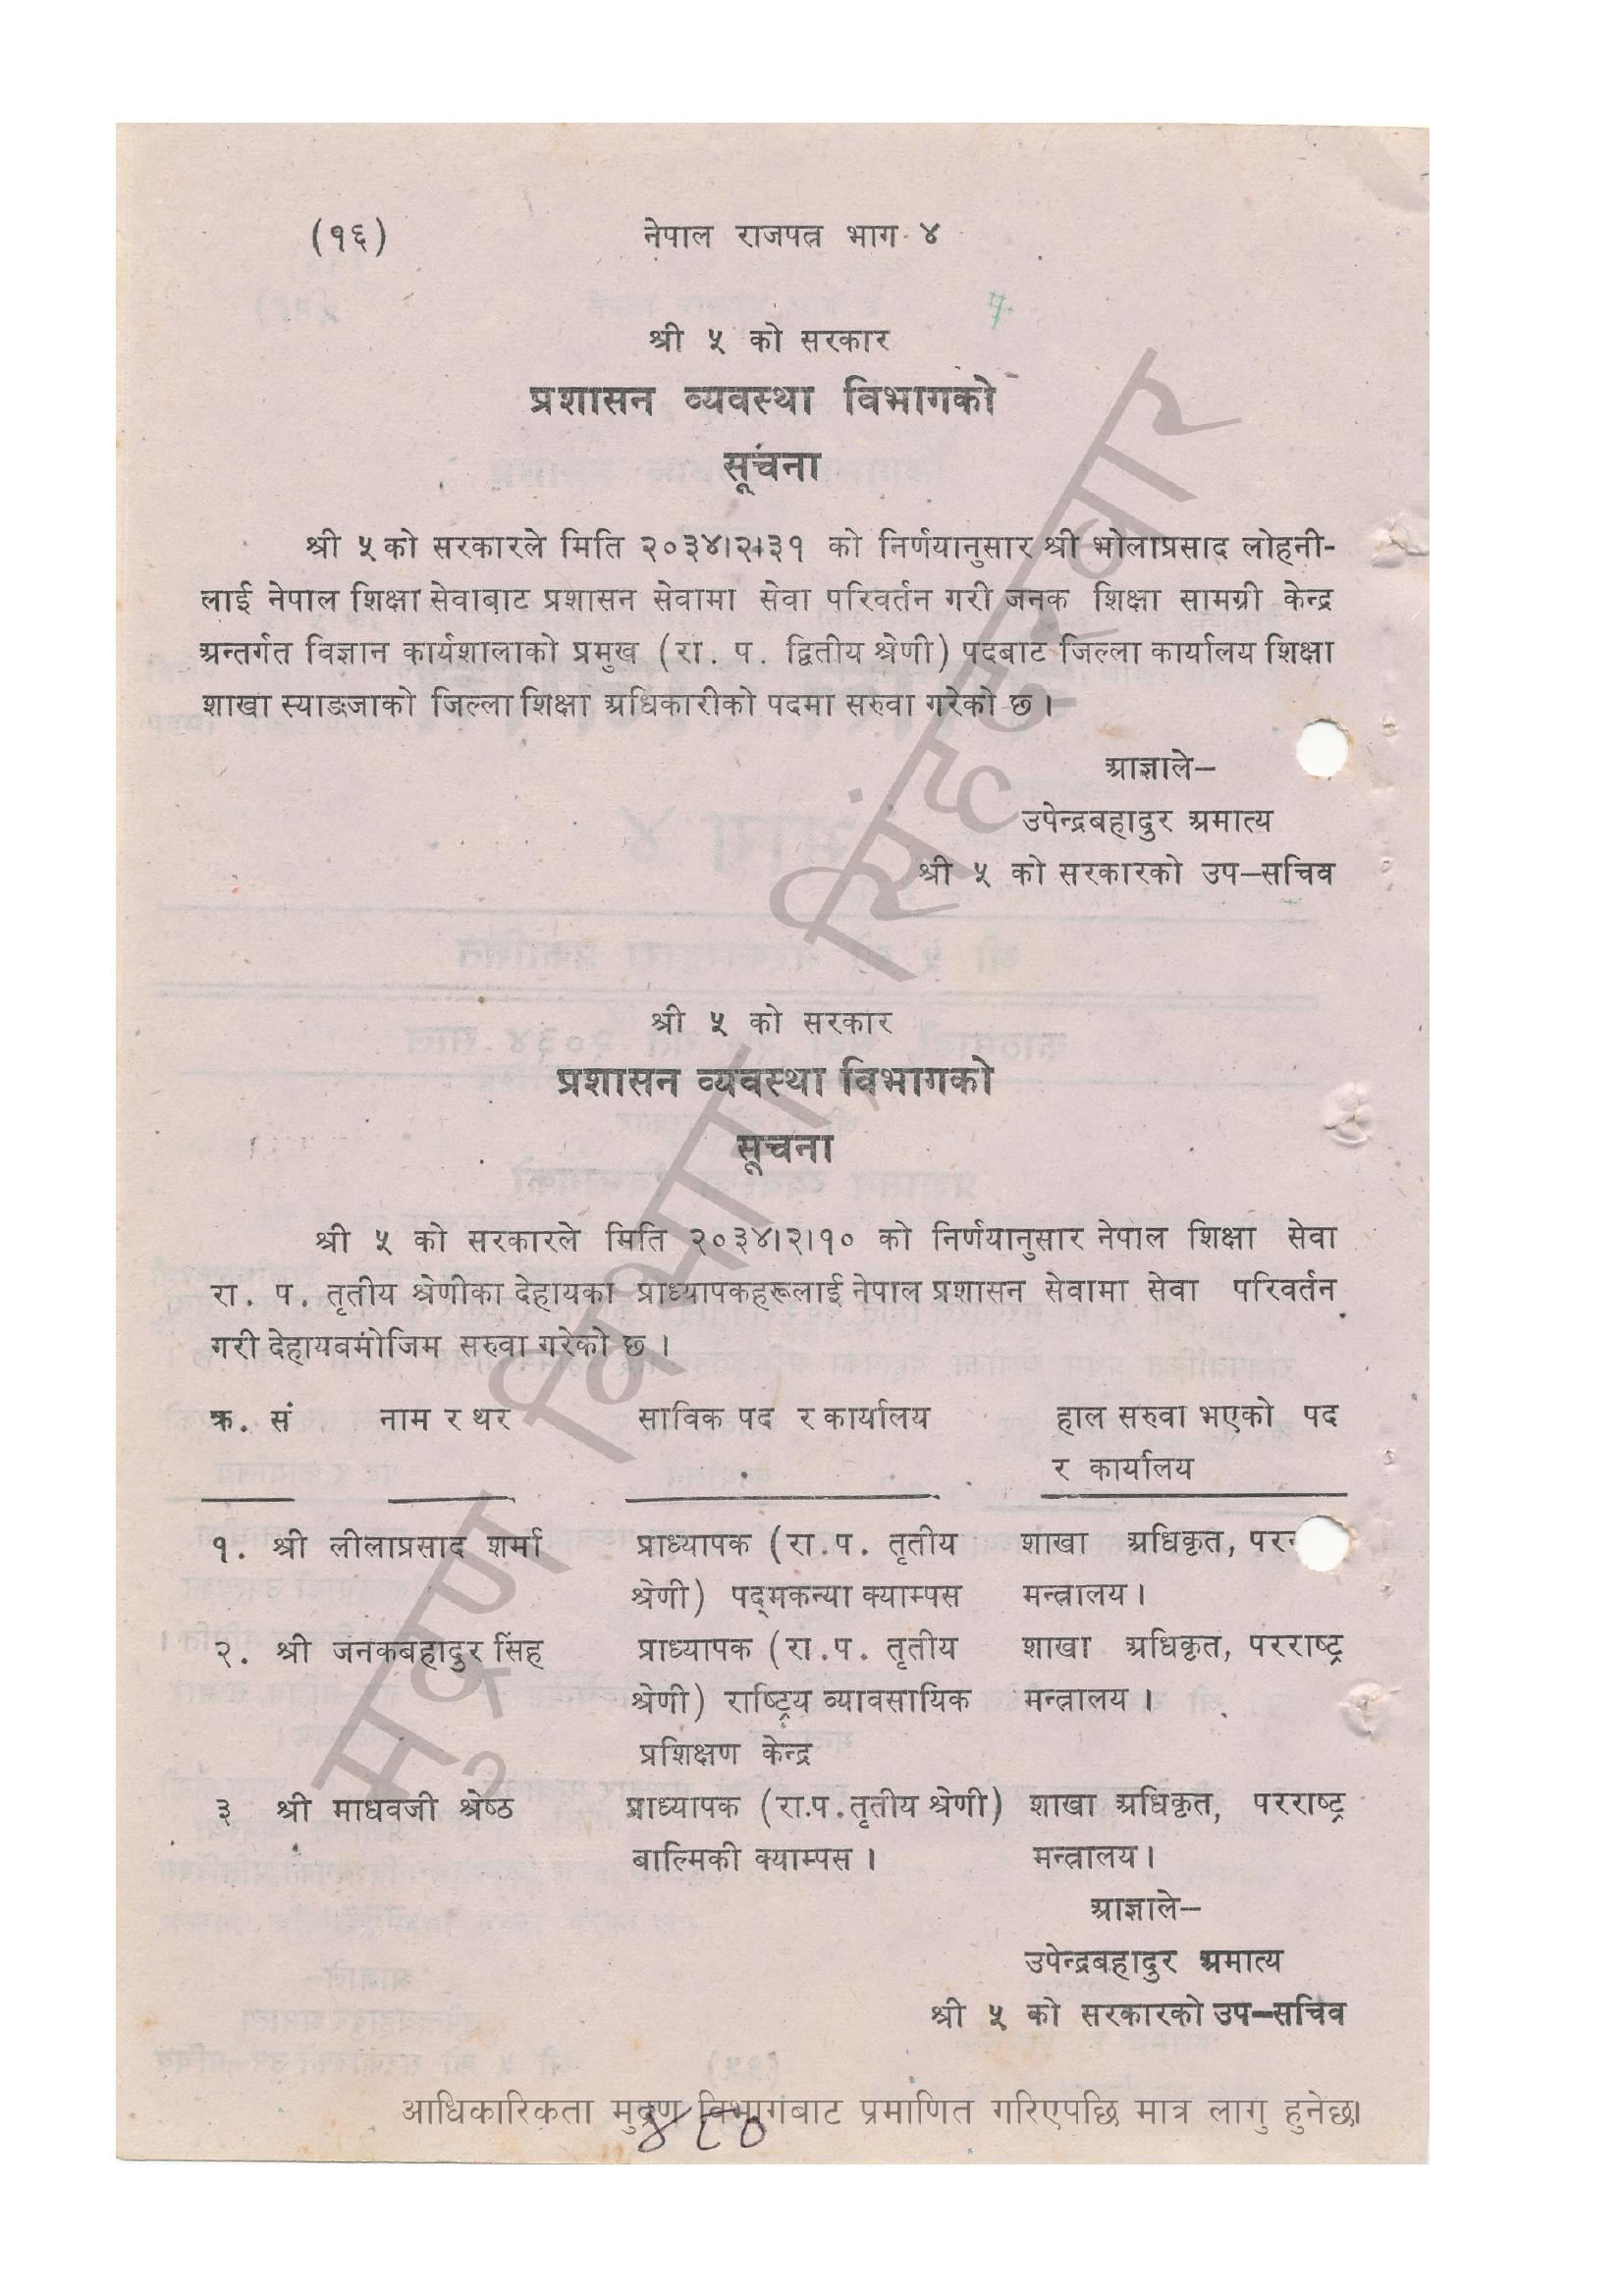 (१६) नेपाल राजपत्र भाग ४
श्री ५ को सरकार
प्रशासन व्यवस्था विभागको
सूचना
श्री ५ को सरकारले मिति २०३४।२।३१ को निर्णयानुसार श्री भोलाप्रसाद लोहनी-
लाई नेपाल शिक्षा सेवाबाट प्रशासन सेवामा सेवा परिवर्तन गरी जनक शिक्षा सामग्री केन्द्र
अन्तर्गत विज्ञान कार्यशालाको प्रमुख (रा. प. द्वितीय श्रेणी) पदबाट जिल्ला कार्यालय शिक्षा
शाखा स्याङजाको जिल्ला शिक्षा अधिकारीको पदमा सरुवा गरेको छ ।
आज्ञाले–
उपेन्द्रबहादुर अमात्य
श्री ५ को सरकारको उप–सचिव
श्री ५ को सरकार
प्रशासन व्यवस्था विभागको
सूचना
श्री ५ को सरकारले मिति २०३४।२।१० को निर्णयानुसार नेपाल शिक्षा सेवा
रा. प. तृतीय श्रेणीका देहायका प्राध्यापकहरूलाई नेपाल प्रशासन सेवामा सेवा परिवर्तन
गरी देहायबमोजिम सरुवा गरेको छ ।
क्र. सं नाम र थर साविक पद र कार्यालय हाल सरुवा भएको पद
र कार्यालय
१. श्री लीलाप्रसाद शर्मा प्राध्यापक (रा.प. तृतीय शाखा अधिकृत,
श्रेणी) पद्मकन्या क्याम्पस मन्त्रालय ।
२. श्री जनकबहादुर सिंह प्राध्यापक (रा.प. तृतीय शाखा अधिकृत, परराष्ट्र
श्रेणी) राष्ट्रिय व्यावसायिक मन्त्रालय ।
प्रशिक्षण केन्द्र
३ श्री माधवजी श्रेष्ठ प्राध्यापक (रा.प.तृतीय श्रेणी) शाखा अधिकृत, परराष्ट्र
बाल्मिकी क्याम्पस । मन्त्रालय ।
आज्ञाले–
उपेन्द्रबहादुर अमात्य
श्री ५ को सरकारको उप–सचिव
आधिकारिकता मुद्रण विभागबाट प्रमाणित गरिएपछि मात्र लागु हुनेछ।
४८०
मुद्रण विभाग, सिंहदरबार